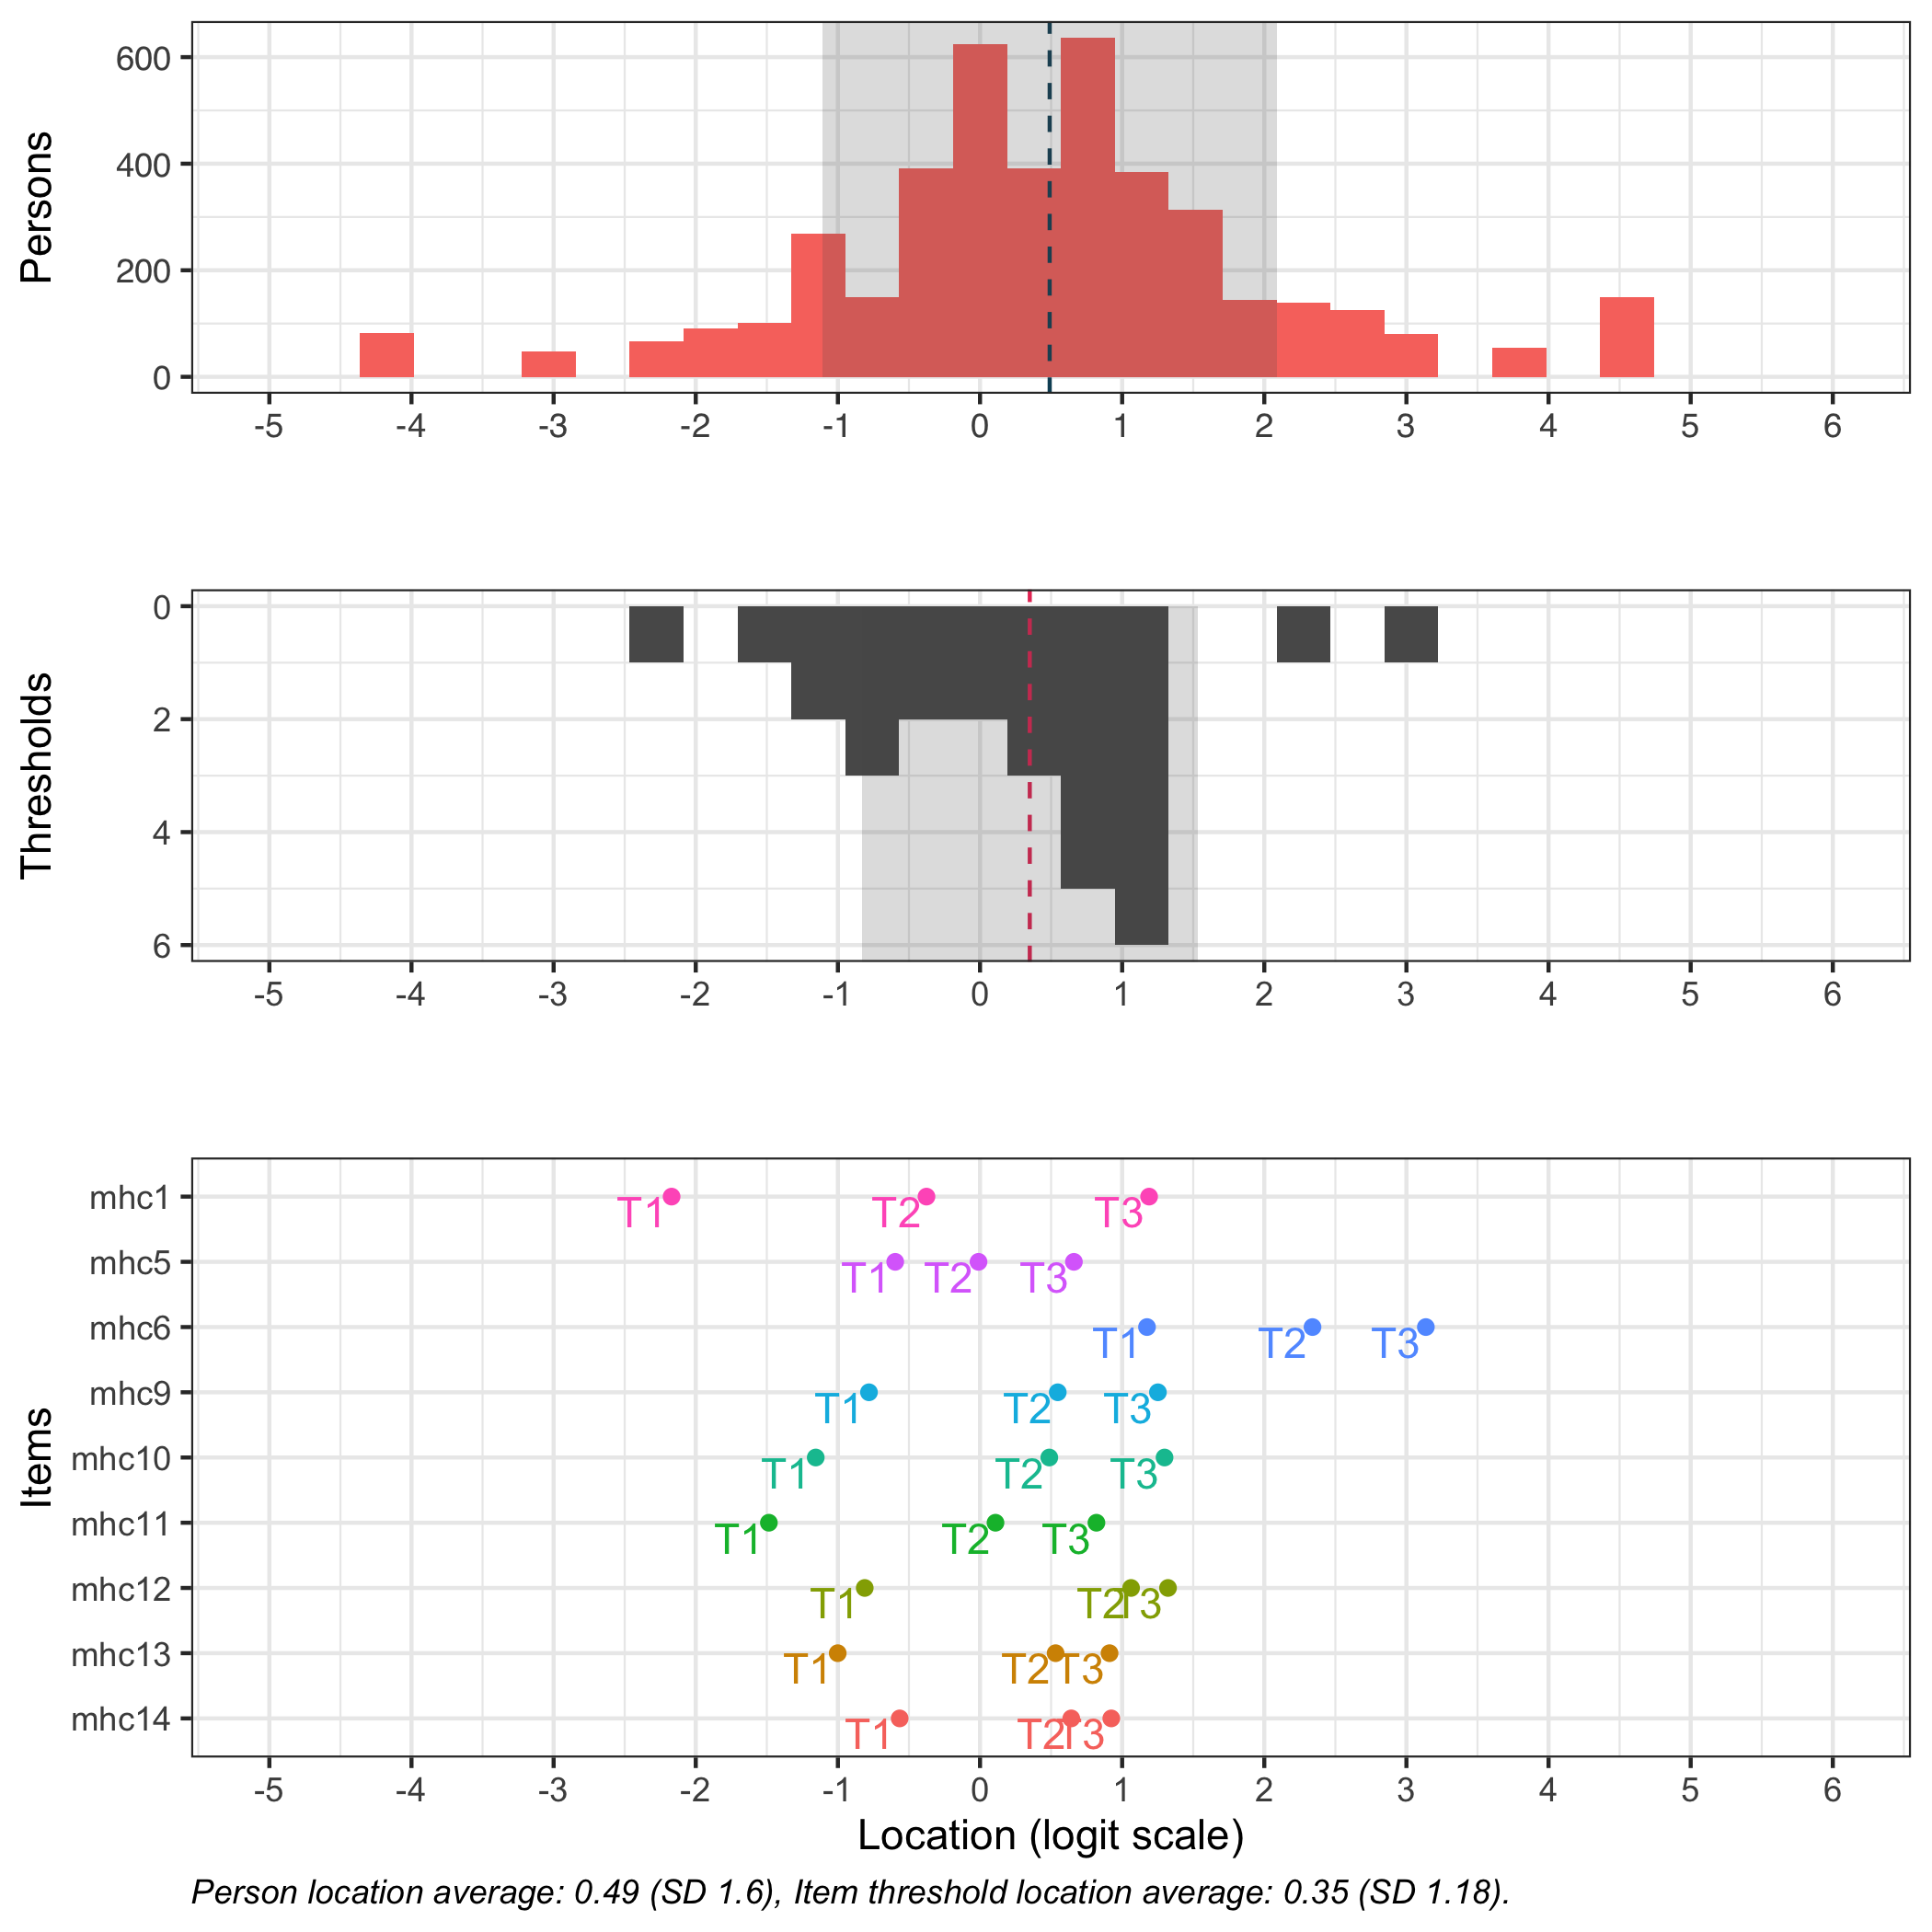 Persons
600
400
200
0
-5 -4 -3 -2 -1 0 1 2 3 4 5 6
Thresholds
0
2
4
6
-5 -4 -3 -2 -1 0 1 2 3 4 5 6
Items
mhc1 T1 T2 T3
mhc5 T1 T2 T3
mhc6 T1 T2 T3
mhc9 T1 T2 T3
mhc10 T1 T2 T3
mhc11 T1 T2 T3
mhc12 T1 T2 T3
mhc13 T1 T2 T3
mhc14 T1 T2 T3
-5 -4 -3 -2 -1 0 1 2 3 4 5 6
Location (logit scale)
Person location average: 0.49 (SD 1.6), Item threshold location average: 0.35 (SD 1.18).